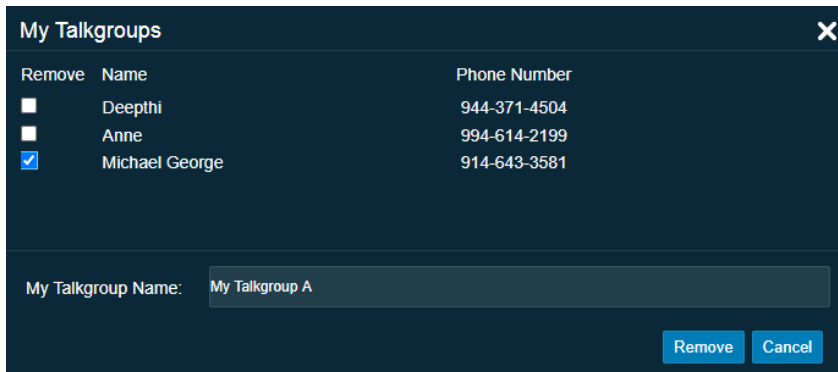 My Talkgroups
Remove Name Phone Number
Deepthi 944-371-4504
Anne 994-614-2199
Michael George 914-643-3581
My Talkgroup Name: My Talkgroup A
Remove Cancel